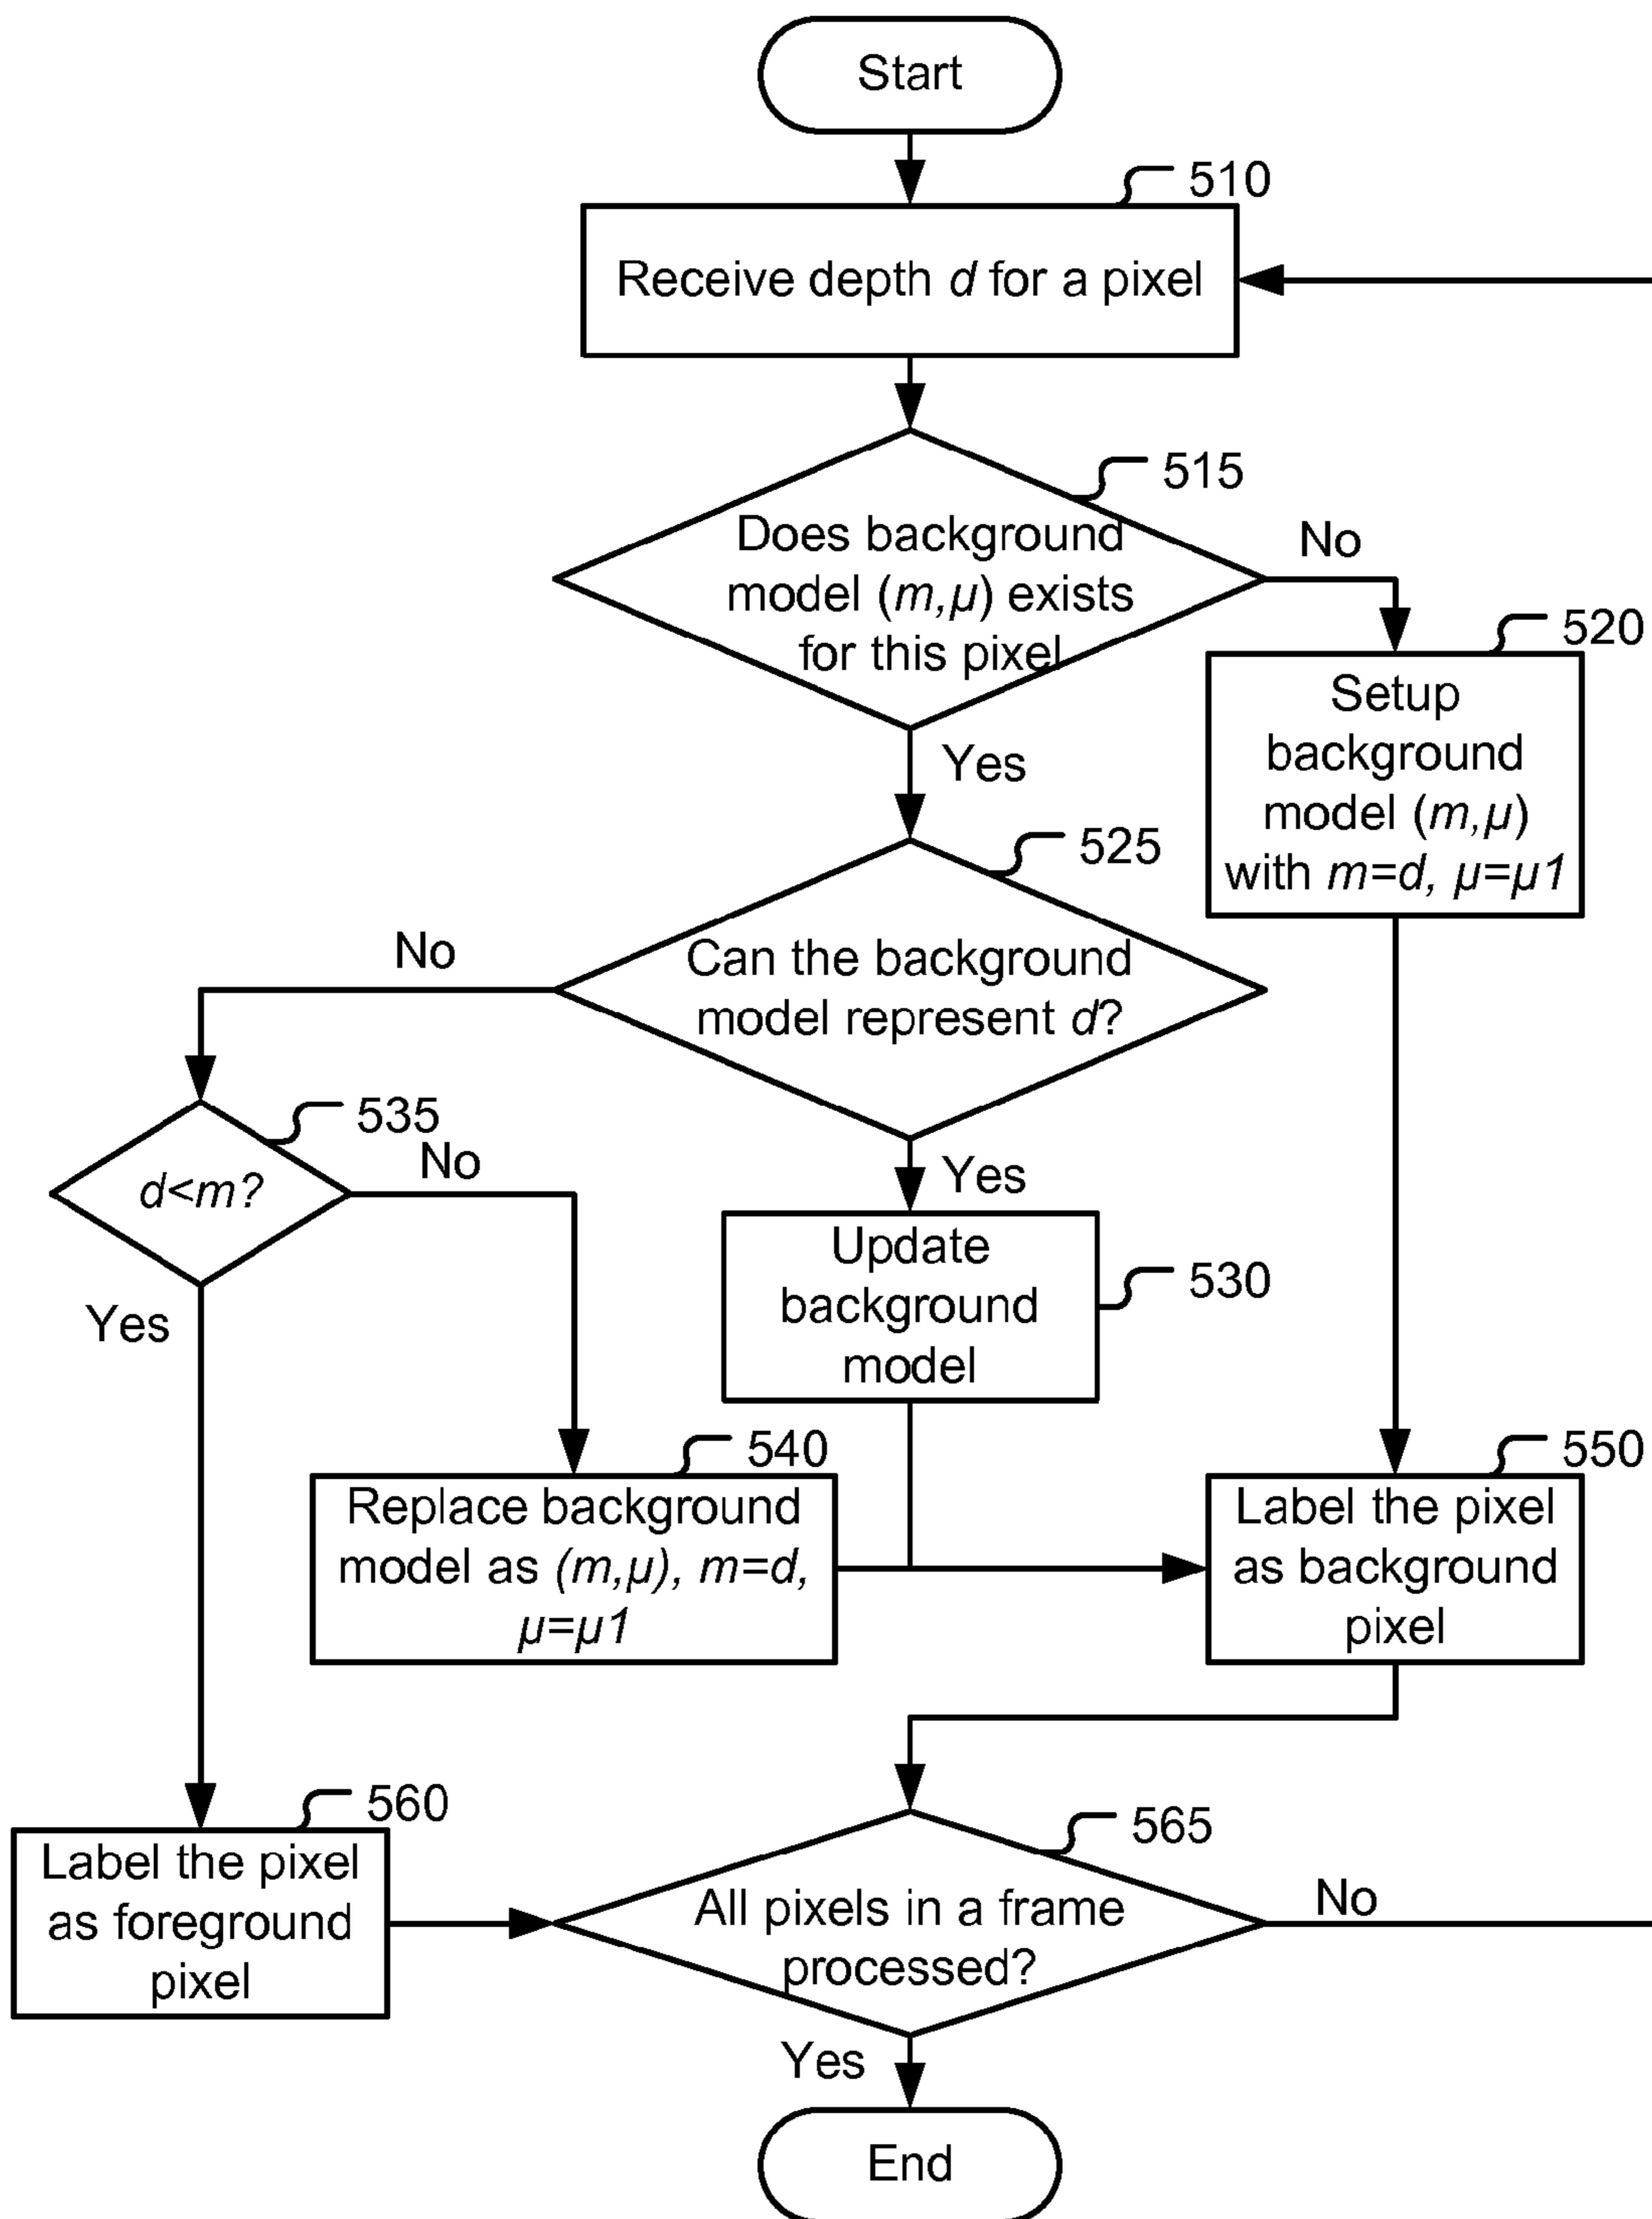 Start
510
Receive depth d for a pixel
515
Does background
model (m,μ) exists
for this pixel
No
520
Setup
background
model (m,μ)
with m=d, μ=μ1
Yes
525
Can the background
model represent d?
No
535
d<m?
No
Yes
Yes
Update
background
model
530
540
Replace background
model as (m,μ), m=d,
μ=μ1
550
Label the pixel
as background
pixel
560
Label the pixel
as foreground
pixel
565
All pixels in a frame
processed?
No
Yes
End